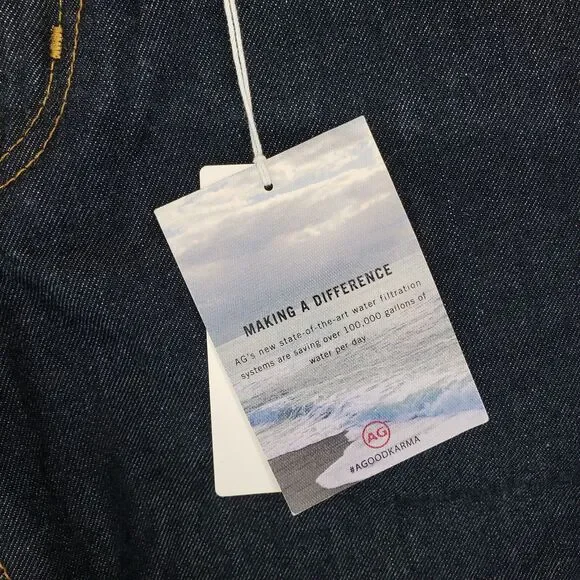 MAKING A DIFFERENCE
AG's new state-of-the-art water filtration
systems are saving over 100,000 gallons of
water per day
AG
#AGOODKARMA